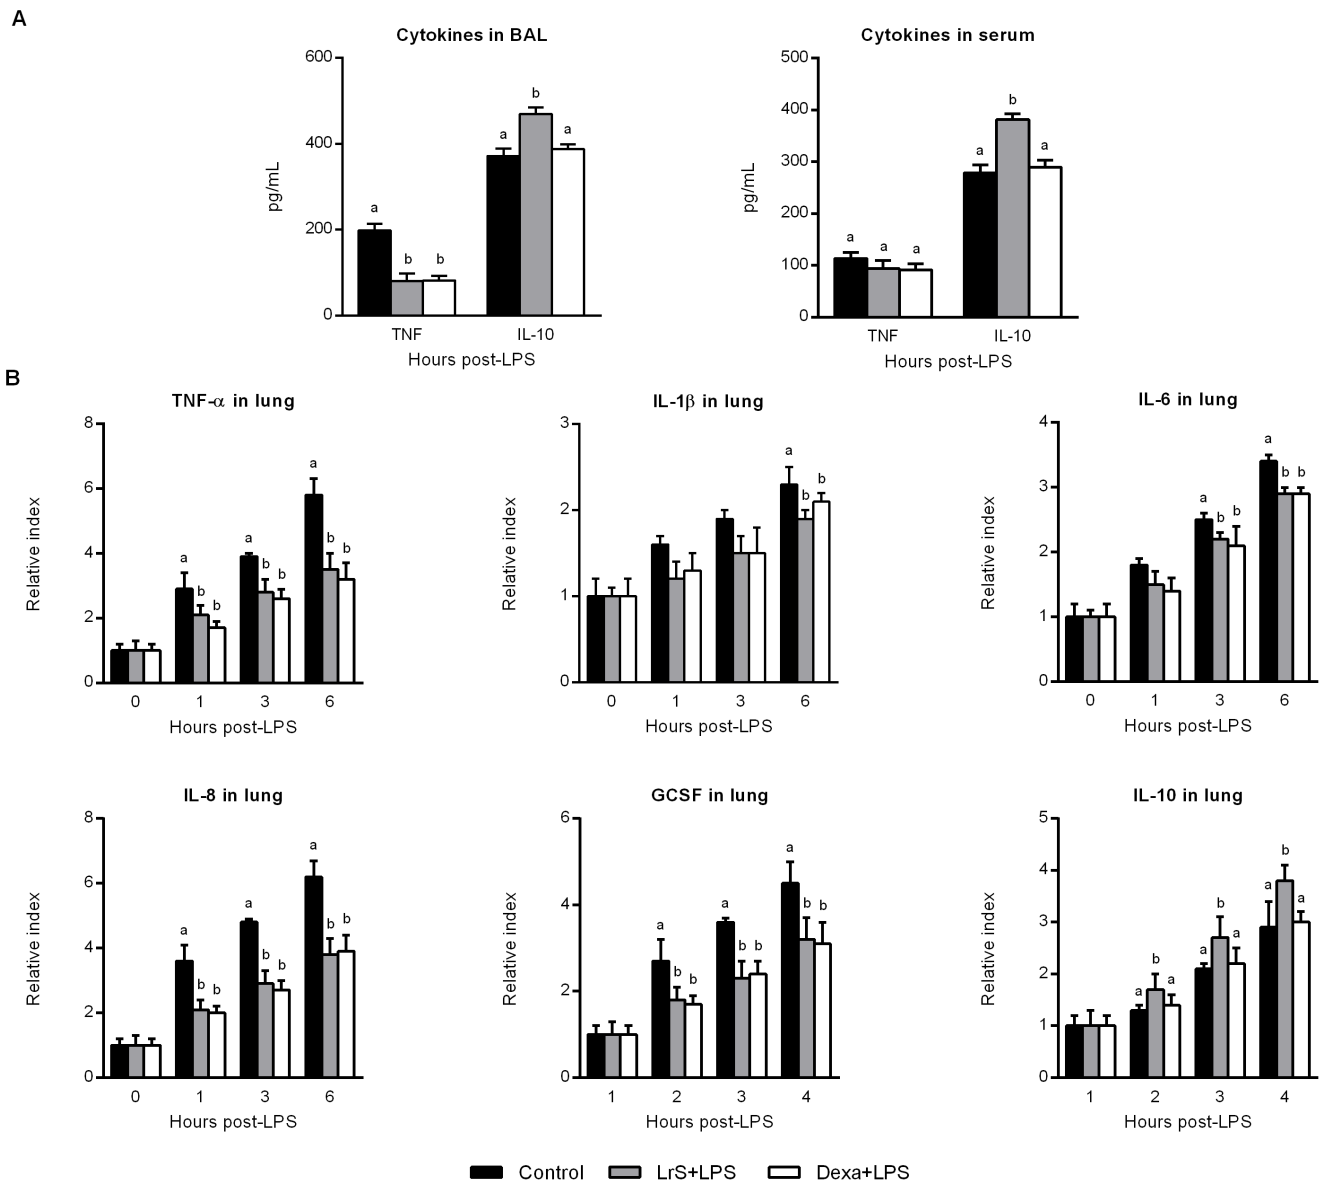 A
Cytokines in BAL
600
400
200
0
pg/mL
a
b
b
a
b
a
TNF
IL-10
Hours post-LPS
Cytokines in serum
500
400
300
200
100
0
pg/mL
a
a
a
a
b
a
TNF
IL-10
Hours post-LPS
B
TNF-α in lung
8
6
4
2
0
Relative index
a
b
b
a
b
b
a
b
b
0 1 3 6
Hours post-LPS
IL-1β in lung
3
2
1
0
Relative index
a
b
b
0 1 3 6
Hours post-LPS
IL-6 in lung
4
3
2
1
0
Relative index
a
b
b
a
b
b
0 1 3 6
Hours post-LPS
IL-8 in lung
8
6
4
2
0
Relative index
a
b
b
a
b
b
a
b
b
0 1 3 6
Hours post-LPS
GCSF in lung
6
4
2
0
Relative index
a
b
b
a
b
b
a
b
b
1 2 3 4
Hours post-LPS
IL-10 in lung
5
4
3
2
1
0
Relative index
a
b
a
a
b
a
a
b
a
1 2 3 4
Hours post-LPS
Control LrS+LPS Dexa+LPS